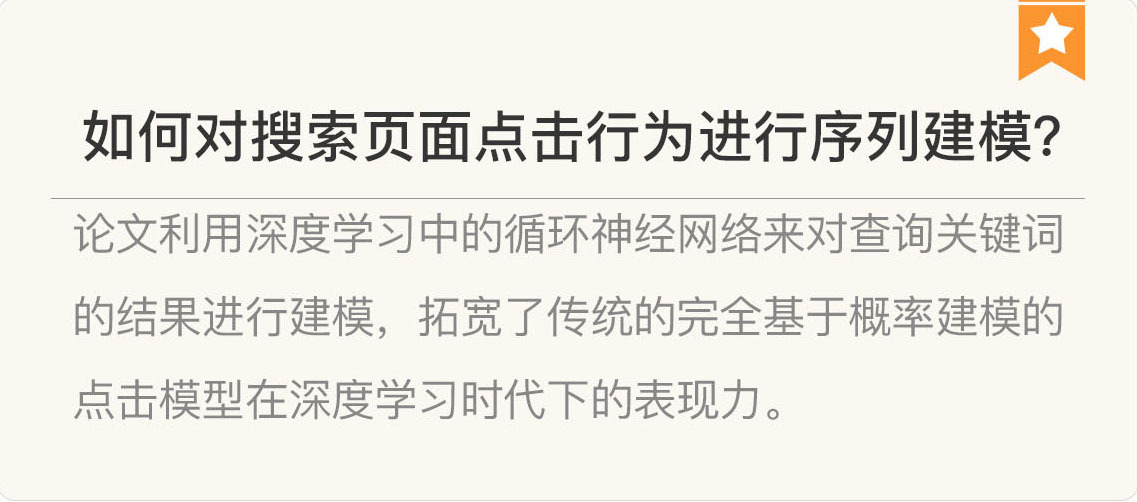 如何对搜索页面点击行为进行序列建模?
论文利用深度学习中的循环神经网络来对查询关键词
的结果进行建模，拓宽了传统的完全基于概率建模的
点击模型在深度学习时代下的表现力。